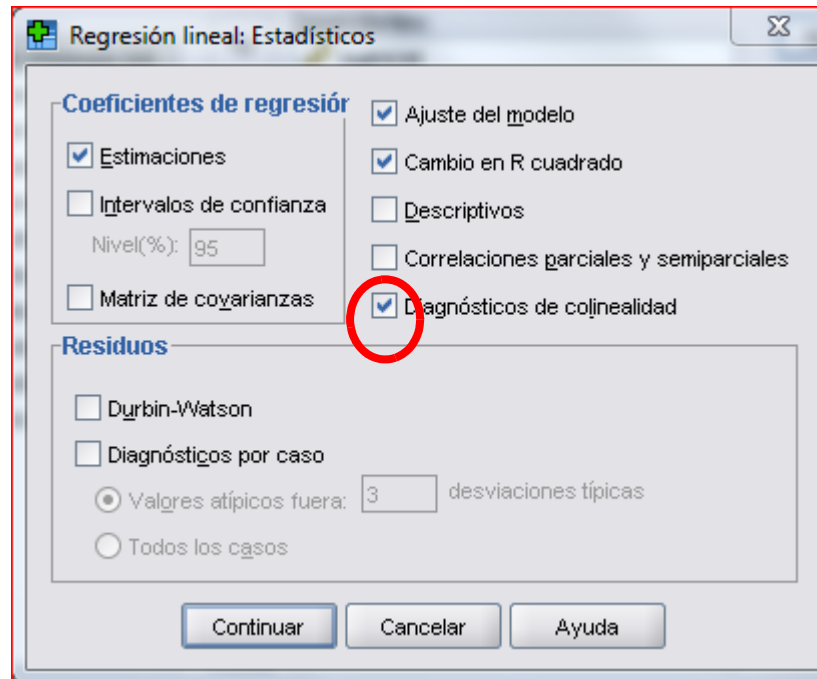 Regresión lineal: Estadísticos
Coeficientes de regresión
Estimaciones
Intervalos de confianza
Nivel(%): 95
Matriz de covarianzas
Ajuste del modelo
Cambio en R cuadrado
Descriptivos
Correlaciones parciales y semiparciales
Diagnósticos de colinealidad
Residuos
Durbin-Watson
Diagnósticos por caso
Valores atípicos fuera: 3 desviaciones típicas
Todos los casos
Continuar Cancelar Ayuda